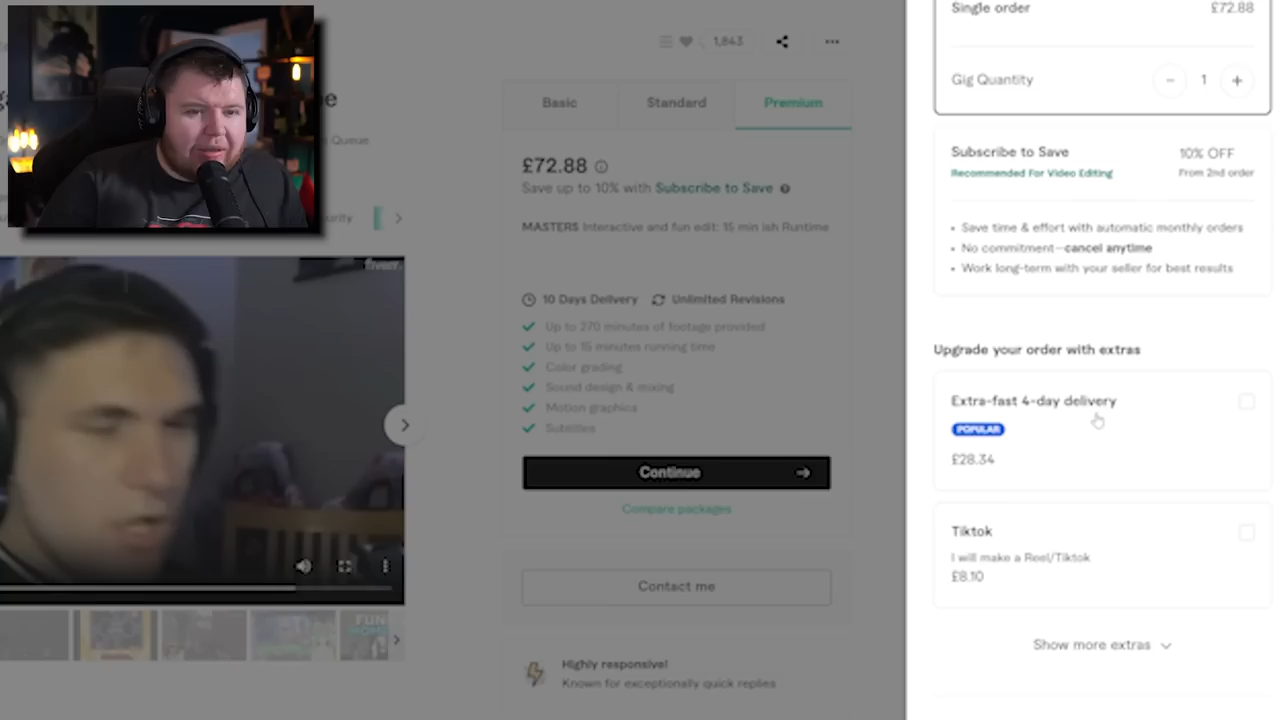 1,843
Basic
Standard
Premium
£72.88
Save up to 10% with Subscribe to Save
MASTERS Interactive and fun edit: 15 min ish Runtime
10 Days Delivery
Unlimited Revisions
Up to 270 minutes of footage provided
Up to 15 minutes running time
Color grading
Sound design & mixing
Motion graphics
Subtitles
Continue
Compare packages
Contact me
Highly responsive!
Known for exceptionally quick replies
Queue
fiverr
FUN
Single order £72.88
Gig Quantity - 1 +
Subscribe to Save 10% OFF
Recommended For Video Editing From 2nd order
• Save time & effort with automatic monthly orders
• No commitment—cancel anytime
• Work long-term with your seller for best results
Upgrade your order with extras
Extra-fast 4-day delivery
POPULAR
£28.34
Tiktok
I will make a Reel/Tiktok
£8.10
Show more extras